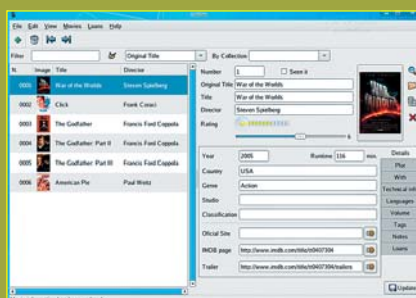 File Edit View Movies Loans Help
Filter Original Title By Collection
N. Image Title Director
0001 War of the Worlds Steven Spielberg
0002 Click Frank Coraci
0003 The Godfather Francis Ford Coppola
0004 The Godfather: Part II Francis Ford Coppola
0005 The Godfather: Part III Francis Ford Coppola
0006 American Pie Paul Weitz
Number 1 Seen it
Original Title War of the Worlds
Title War of the Worlds
Director Steven Spielberg
Rating 6
Year 2005 Runtime 116 min.
Country USA
Genre Action
Studio
Classification
Oficial Site
IMDB page http://www.imdb.com/title/tt0407304
Trailer http://www.imdb.com/title/tt0407304/trailers
Details
Plot
With
Technical info
Languages
Volume
Tags
Notes
Loans
Update